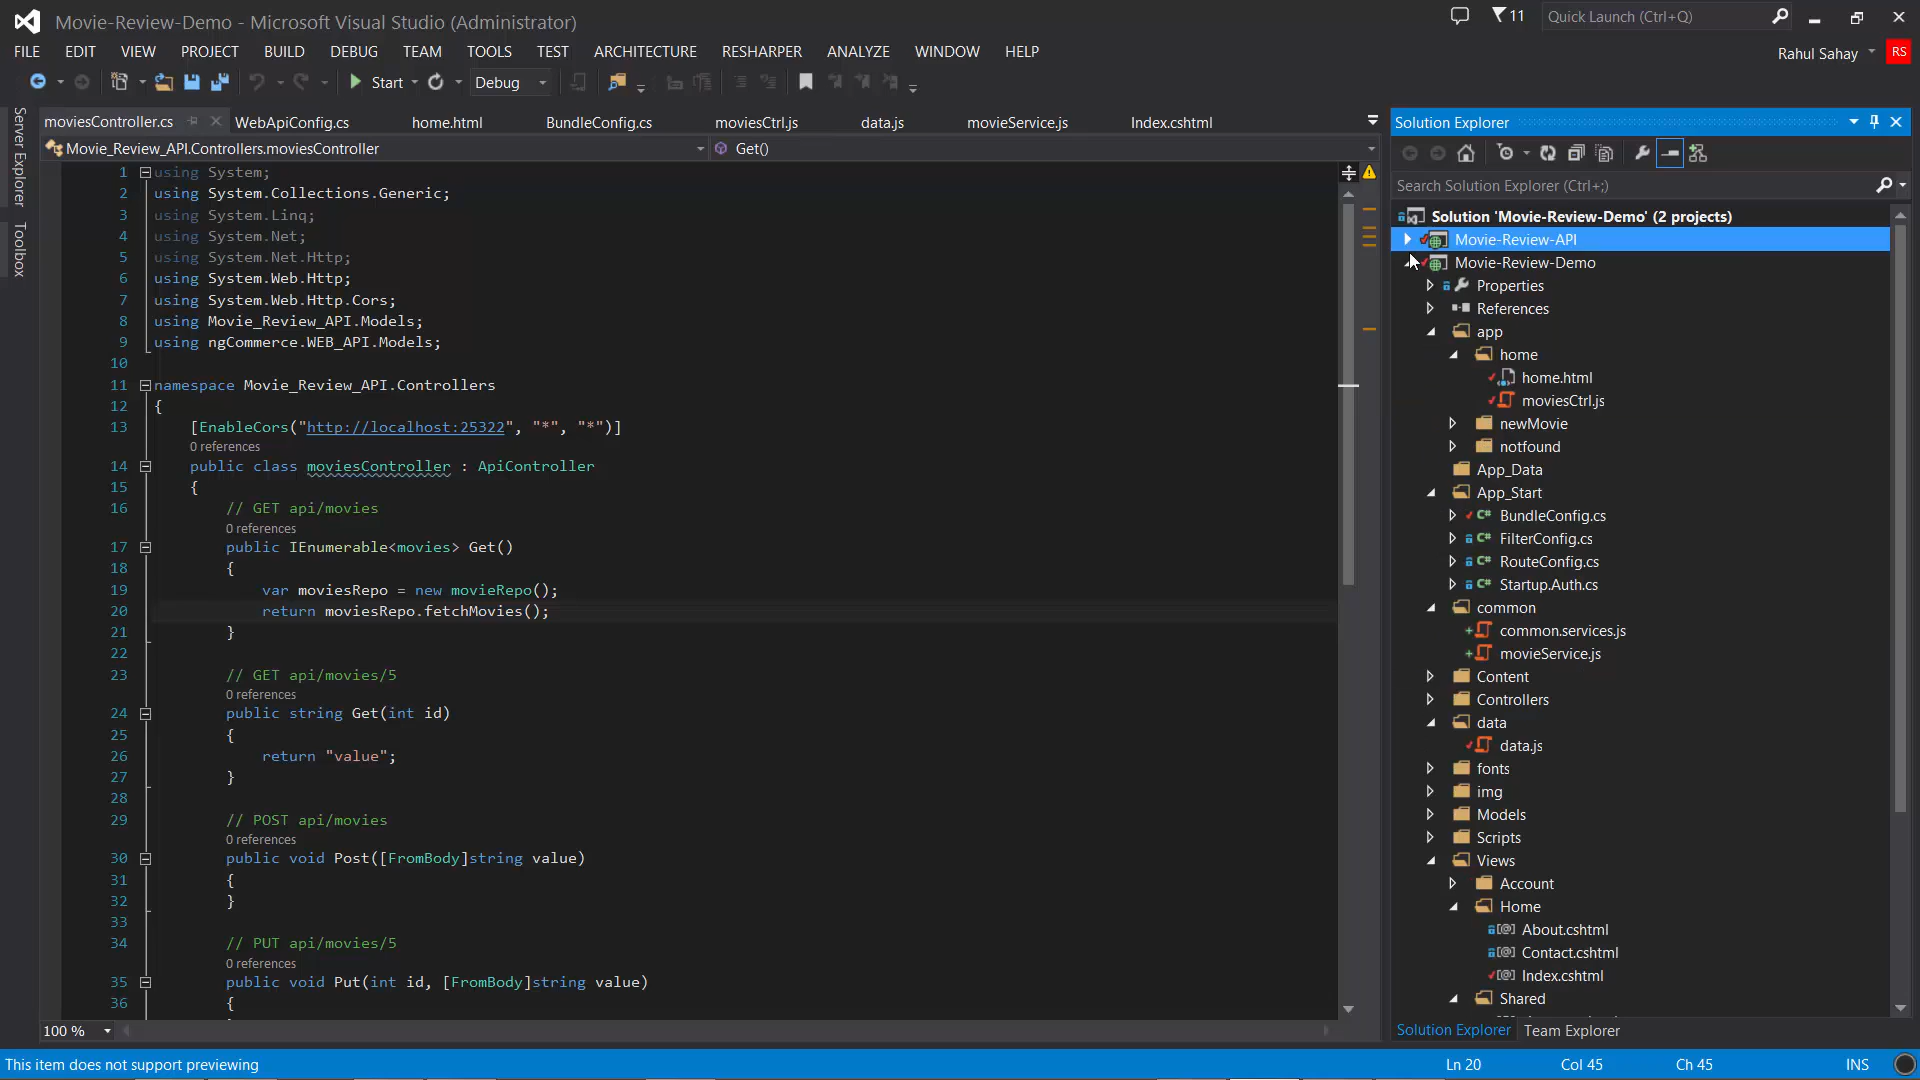 Movie-Review-Demo - Microsoft Visual Studio (Administrator)
11
Quick Launch (Ctrl+Q)
FILE EDIT VIEW PROJECT BUILD DEBUG TEAM TOOLS TEST ARCHITECTURE RESHARPER ANALYZE WINDOW HELP
Rahul Sahay
RS
Start
Debug
Server Explorer
Toolbox
moviesController.cs WebApiConfig.cs home.html BundleConfig.cs moviesCtrl.js data.js movieService.js Index.cshtml
Movie_Review_API.Controllers.moviesController
Get()
1 using System;
2 using System.Collections.Generic;
3 using System.Linq;
4 using System.Net;
5 using System.Net.Http;
6 using System.Web.Http;
7 using System.Web.Http.Cors;
8 using Movie_Review_API.Models;
9 using ngCommerce.WEB_API.Models;
10
11 namespace Movie_Review_API.Controllers
12 {
13 [EnableCors("http://localhost:25322", "*", "*")]
0 references
14 public class moviesController : ApiController
15 {
16 // GET api/movies
0 references
17 public IEnumerable<movies> Get()
18 {
19 var moviesRepo = new movieRepo();
20 return moviesRepo.fetchMovies();
21 }
22
23 // GET api/movies/5
0 references
24 public string Get(int id)
25 {
26 return "value";
27 }
28
29 // POST api/movies
0 references
30 public void Post([FromBody]string value)
31 {
32 }
33
34 // PUT api/movies/5
0 references
35 public void Put(int id, [FromBody]string value)
36 {
100 %
Solution Explorer
Search Solution Explorer (Ctrl+;)
Solution 'Movie-Review-Demo' (2 projects)
Movie-Review-API
Movie-Review-Demo
Properties
References
app
home
home.html
moviesCtrl.js
newMovie
notfound
App_Data
App_Start
BundleConfig.cs
FilterConfig.cs
RouteConfig.cs
Startup.Auth.cs
common
common.services.js
movieService.js
Content
Controllers
data
data.js
fonts
img
Models
Scripts
Views
Account
Home
About.cshtml
Contact.cshtml
Index.cshtml
Shared
Solution Explorer Team Explorer
This item does not support previewing
Ln 20 Col 45 Ch 45 INS